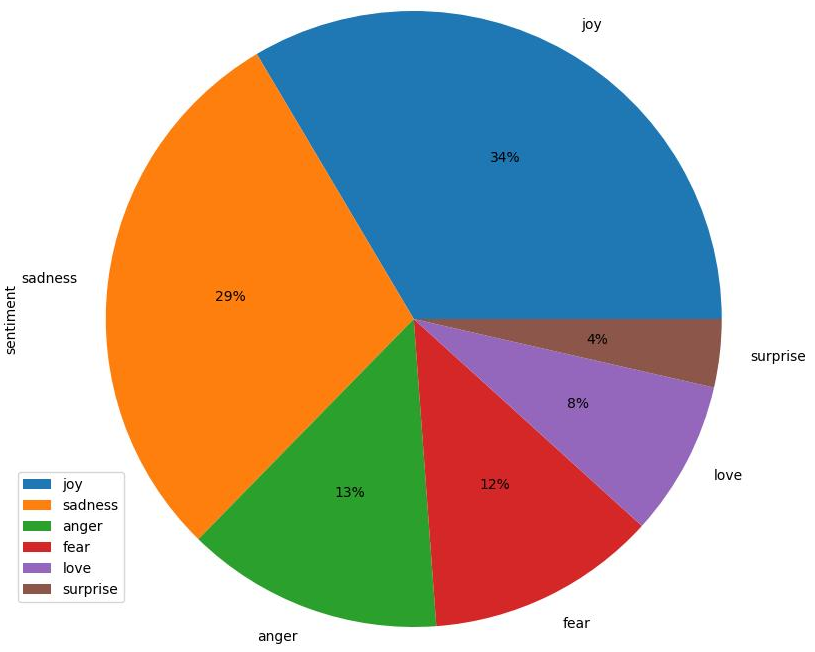 joy
34%
sadness
29%
sentiment
4%
surprise
8%
love
13%
12%
anger
fear
joy
sadness
anger
fear
love
surprise